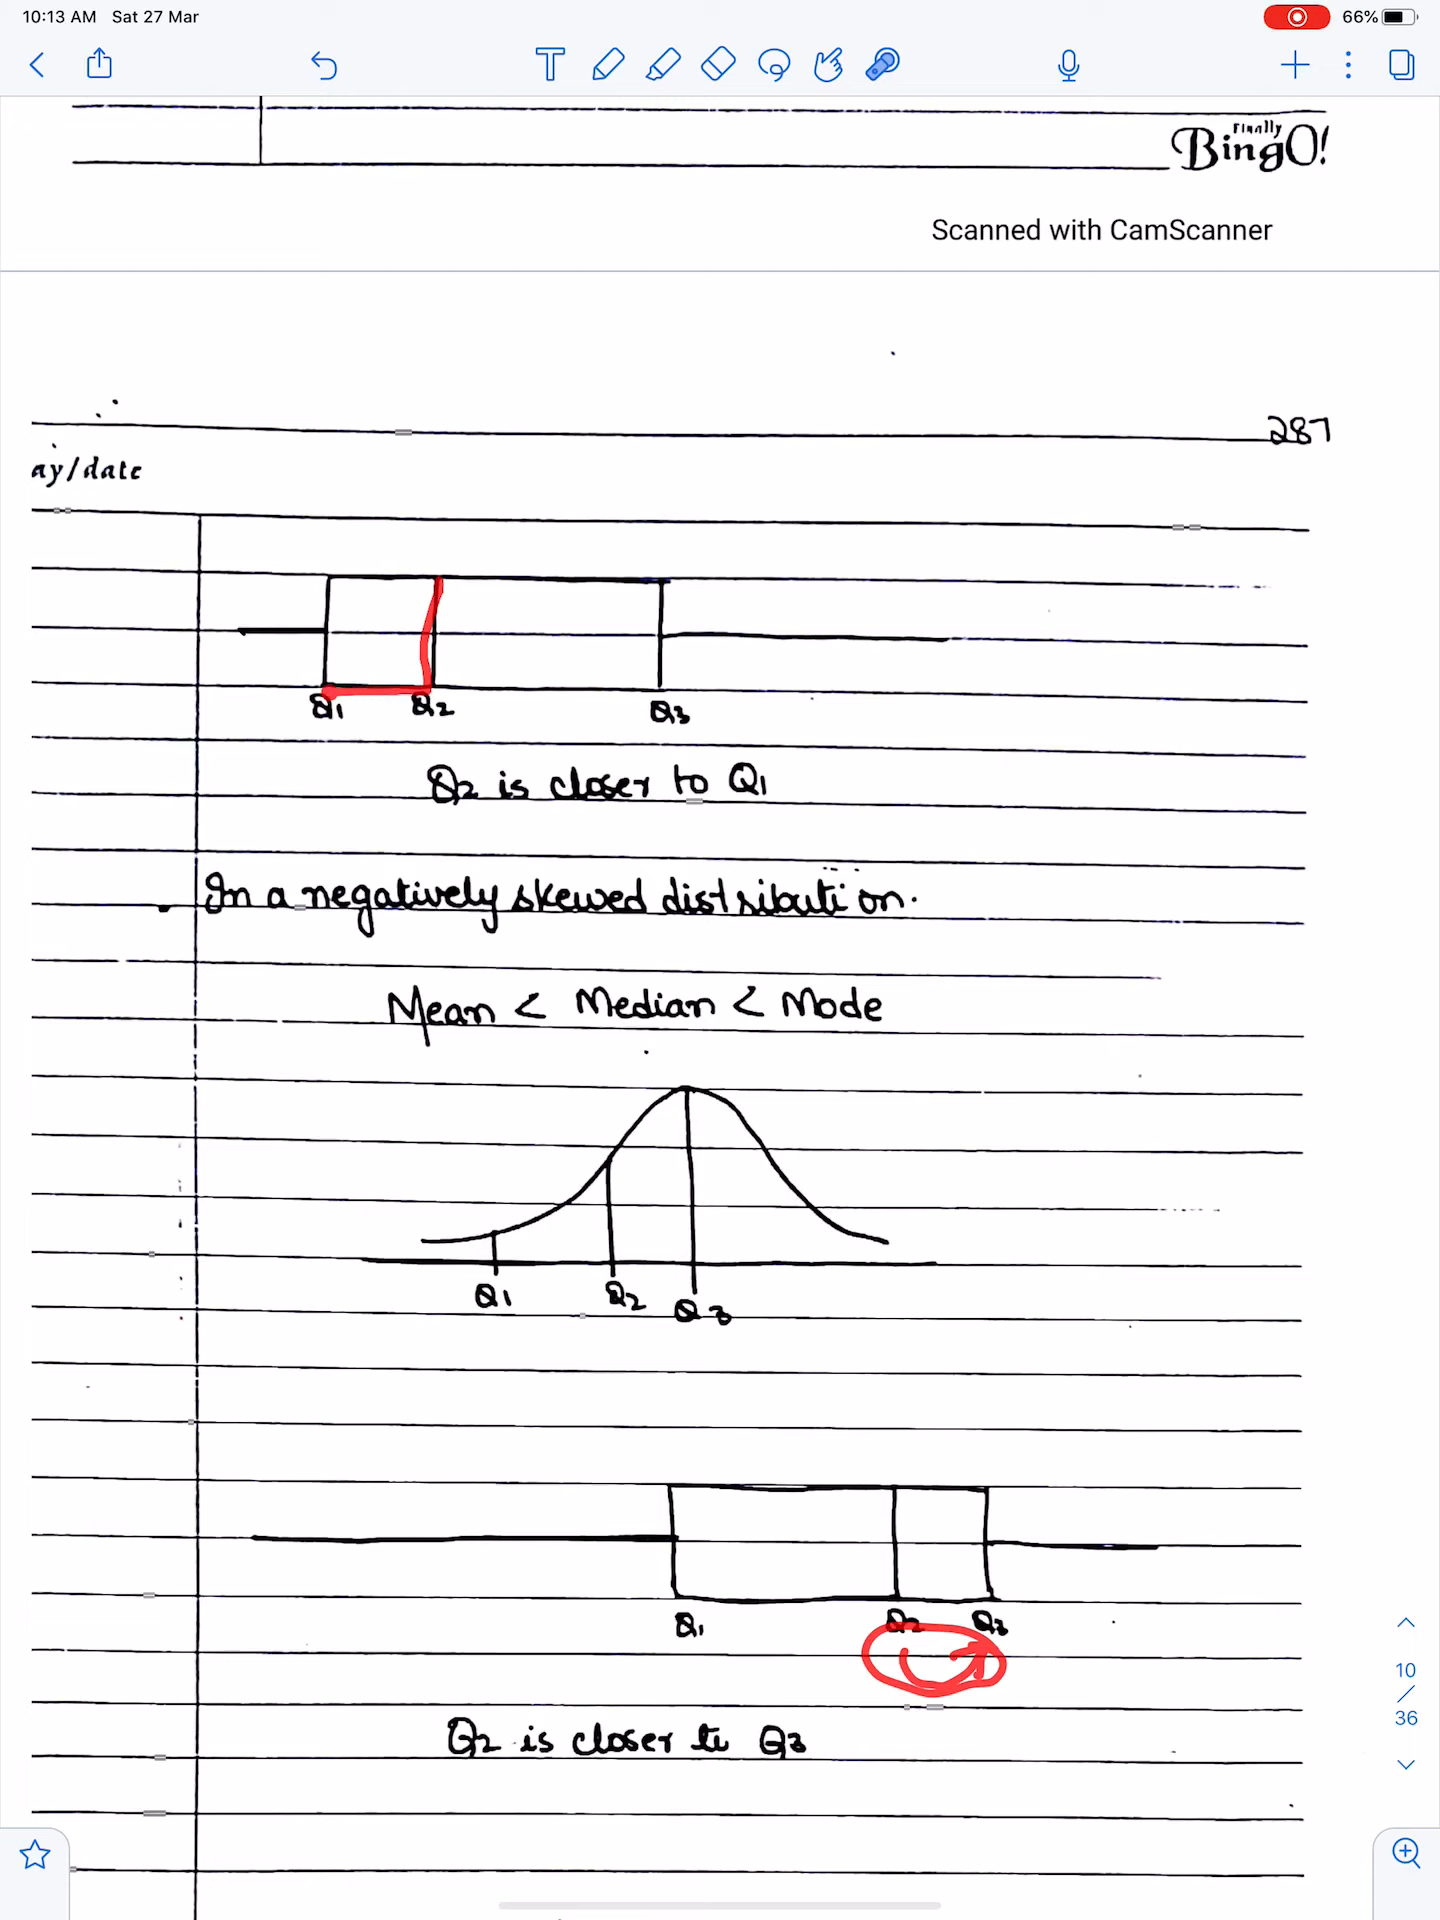 10:13 AM Sat 27 Mar
66%
Finally
BingO!
Scanned with CamScanner
287
ay/date
Q1 Q2 Q3
Q2 is closer to Q1
. In a negatively skewed distribution.
Mean < Median < Mode
Q1 Q2 Q3
Q1 Q2 Q3
Q2 is closer to Q3
10
/
36